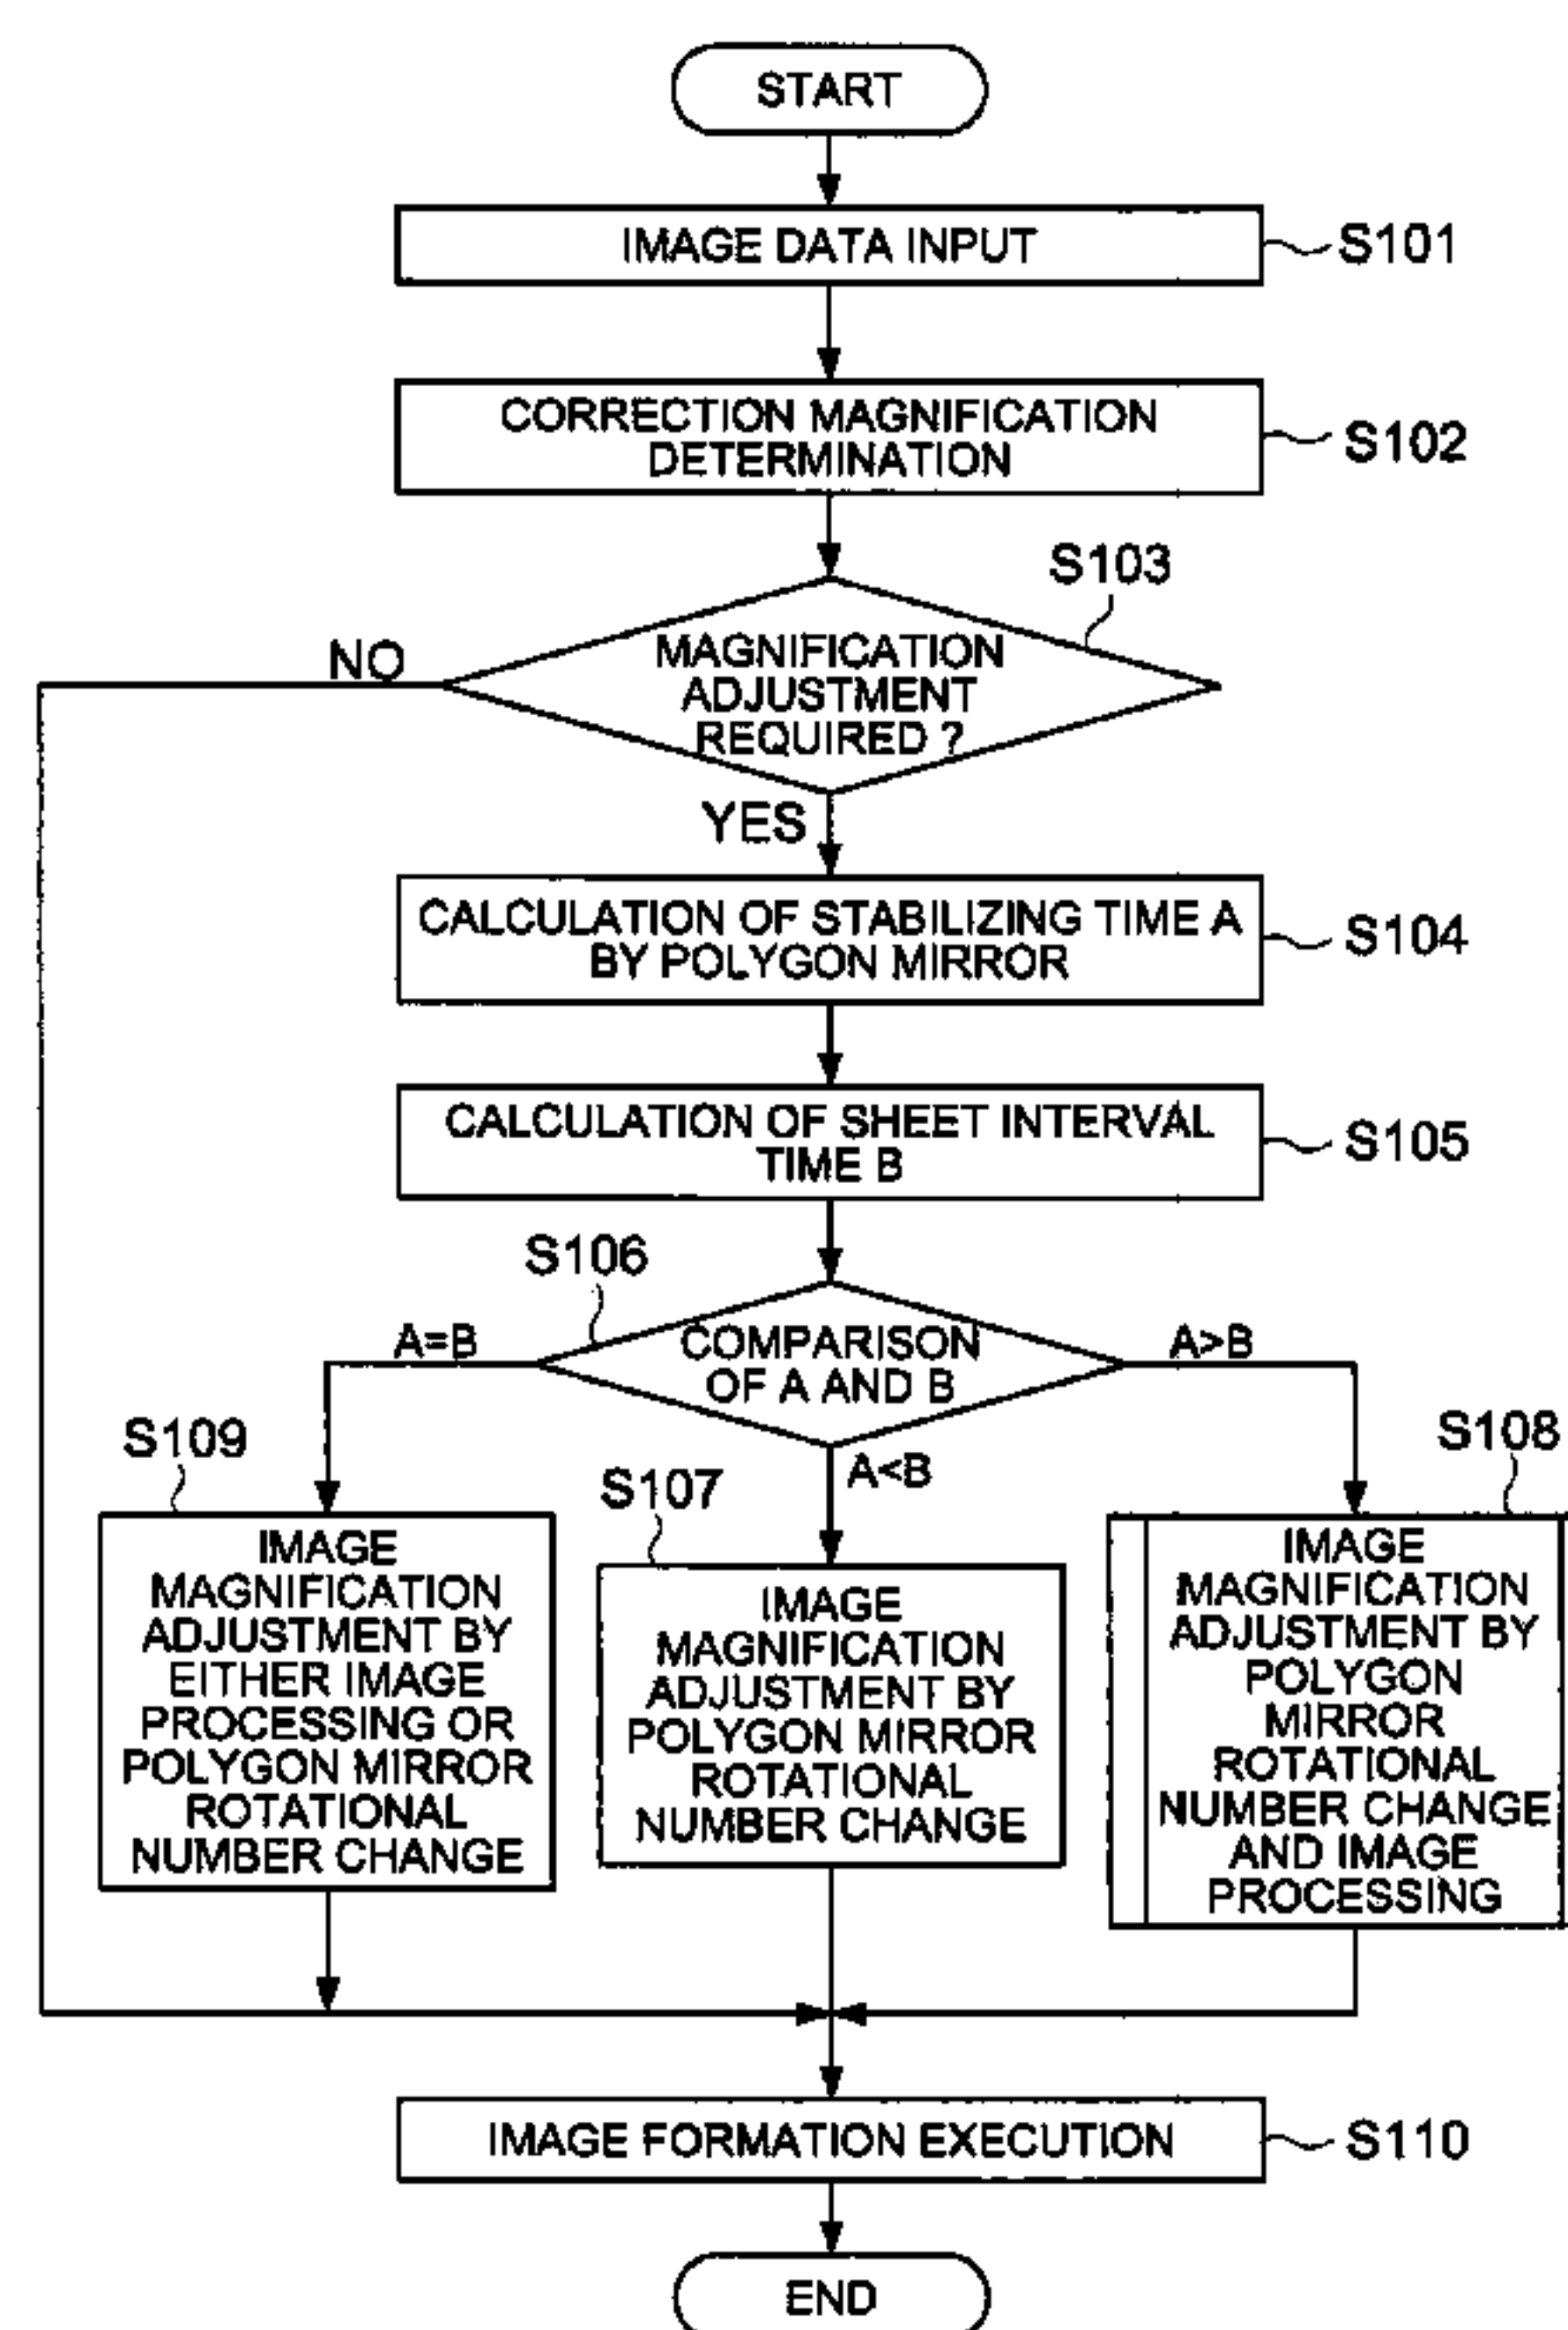 START
IMAGE DATA INPUT
S101
CORRECTION MAGNIFICATION
DETERMINATION
S102
S103
NO
MAGNIFICATION
ADJUSTMENT
REQUIRED ?
YES
CALCULATION OF STABILIZING TIME A
BY POLYGON MIRROR
S104
CALCULATION OF SHEET INTERVAL
TIME B
S105
S106
A=B
COMPARISON
OF A AND B
A>B
A<B
S109
IMAGE
MAGNIFICATION
ADJUSTMENT BY
EITHER IMAGE
PROCESSING OR
POLYGON MIRROR
ROTATIONAL
NUMBER CHANGE
S107
IMAGE
MAGNIFICATION
ADJUSTMENT BY
POLYGON MIRROR
ROTATIONAL
NUMBER CHANGE
S108
IMAGE
MAGNIFICATION
ADJUSTMENT BY
POLYGON
MIRROR
ROTATIONAL
NUMBER CHANGE
AND IMAGE
PROCESSING
IMAGE FORMATION EXECUTION
S110
END